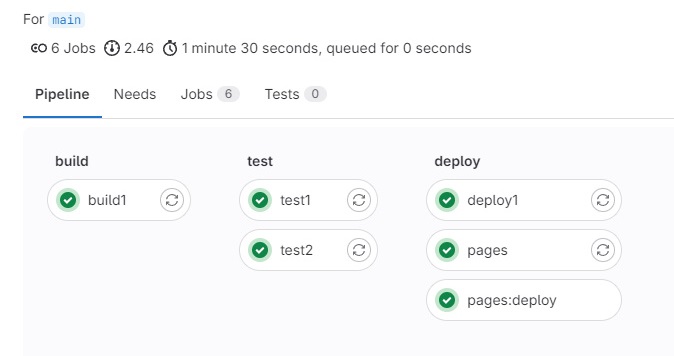 For main
6 Jobs 2.46 1 minute 30 seconds, queued for 0 seconds
Pipeline Needs Jobs 6 Tests 0
build test deploy
build1 test1 deploy1
test2 pages
pages:deploy